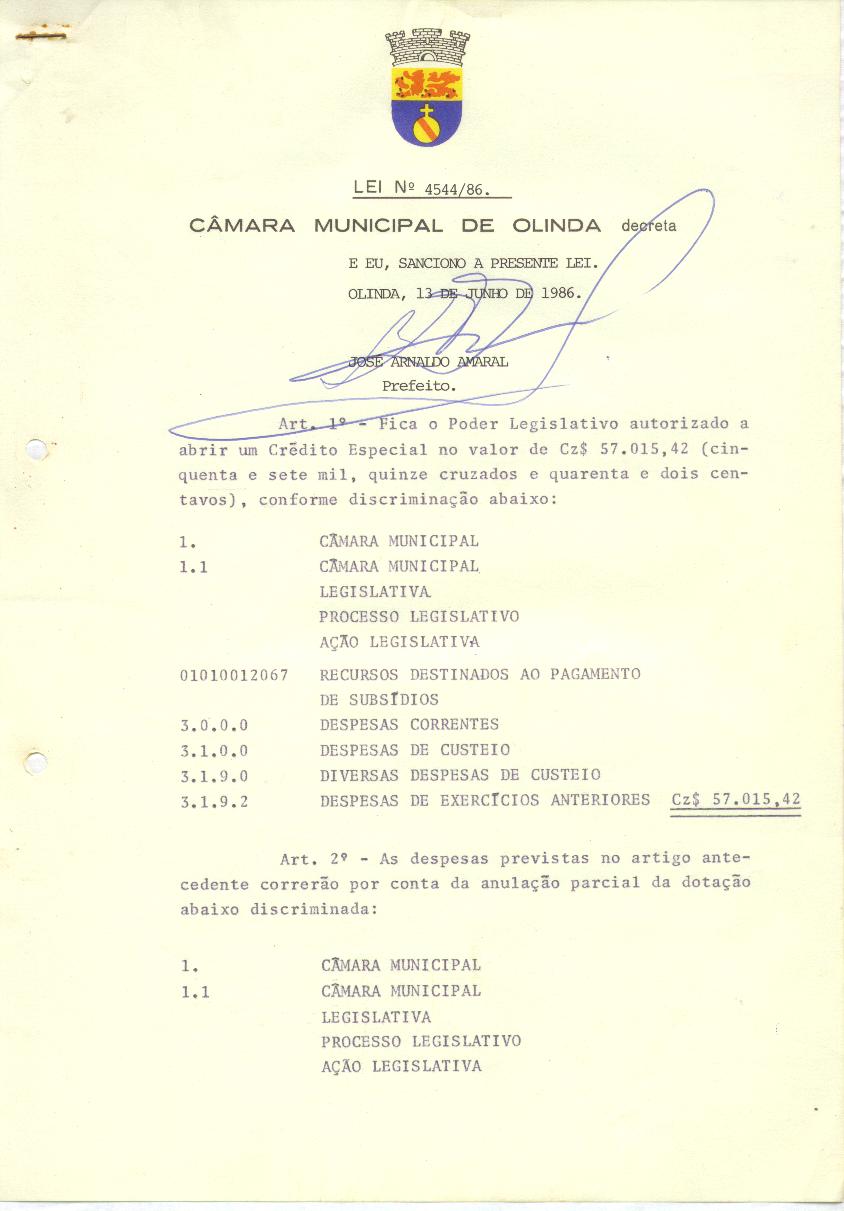 LEI Nº 4544/86.
CÂMARA MUNICIPAL DE OLINDA decreta
E EU, SANCIONO A PRESENTE LEI.
OLINDA, 13 DE JUNHO DE 1986.
JOSÉ ARNALDO AMARAL
Prefeito.
Art. 1º - Fica o Poder Legislativo autorizado a
abrir um Crédito Especial no valor de Cz$ 57.015,42 (cin-
quenta e sete mil, quinze cruzados e quarenta e dois cen-
tavos), conforme discriminação abaixo:
1. CÂMARA MUNICIPAL
1.1 CÂMARA MUNICIPAL
LEGISLATIVA
PROCESSO LEGISLATIVO
AÇÃO LEGISLATIVA
01010012067 RECURSOS DESTINADOS AO PAGAMENTO
DE SUBSÍDIOS
3.0.0.0 DESPESAS CORRENTES
3.1.0.0 DESPESAS DE CUSTEIO
3.1.9.0 DIVERSAS DESPESAS DE CUSTEIO
3.1.9.2 DESPESAS DE EXERCÍCIOS ANTERIORES Cz$ 57.015,42
Art. 2º - As despesas previstas no artigo ante-
cedente correrão por conta da anulação parcial da dotação
abaixo discriminada:
1. CÂMARA MUNICIPAL
1.1 CÂMARA MUNICIPAL
LEGISLATIVA
PROCESSO LEGISLATIVO
AÇÃO LEGISLATIVA